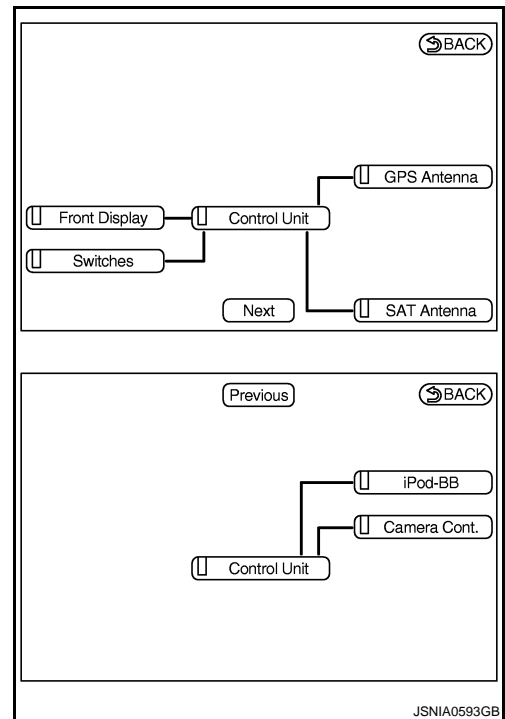 BACK
GPS Antenna
Front Display
Control Unit
Switches
Next
SAT Antenna
Previous
BACK
iPod-BB
Camera Cont.
Control Unit
JSNIA0593GB